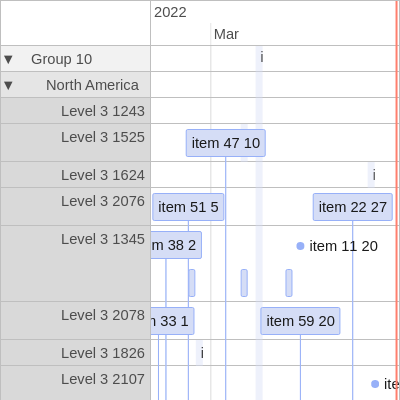 2022
Mar
▼ Group 10 i
▼ North America
Level 3 1243
Level 3 1525 item 47 10
Level 3 1624 i
Level 3 2076 item 51 5 item 22 27
Level 3 1345 m 38 2 item 11 20
Level 3 2078 33 1 item 59 20
Level 3 1826 i
Level 3 2107 ite